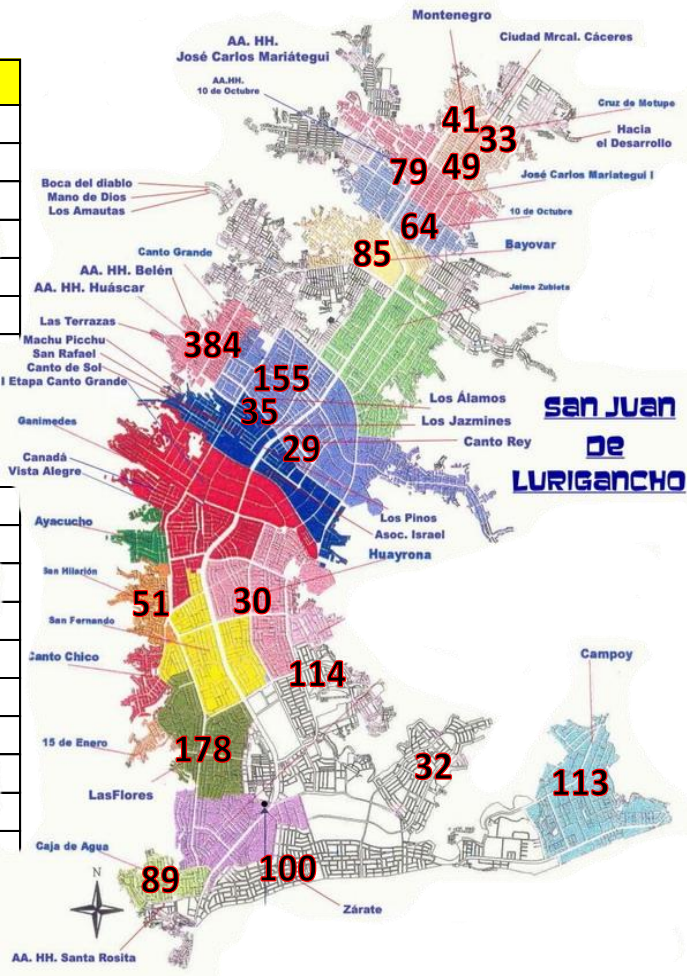 Montenegro
Ciudad Mrcal. Cáceres
AA. HH.
José Carlos Mariátegui
AA.HH.
10 de Octubre
Cruz de Motupe
Hacia
el Desarrollo
41
33
79
49
José Carlos Mariategui I
Boca del diablo
Mano de Dios
Los Amautas
10 de Octubre
64
Bayovar
85
Canto Grande
AA. HH. Belén
AA. HH. Huáscar
Jaime Zubieta
Las Terrazas
Machu Picchu
San Rafael
Canto de Sol
I Etapa Canto Grande
384
155
35
29
Los Álamos
Los Jazmines
Canto Rey
SAN JUAN
DE
LURIGANCHO
Ganimedes
Canadá
Vista Alegre
Los Pinos
Asoc. Israel
Ayacucho
Huayrona
San Hilarión
51
30
San Fernando
Canto Chico
114
Campoy
15 de Enero
178
32
113
LasFlores
Caja de Agua
89
100
N
Zárate
AA. HH. Santa Rosita